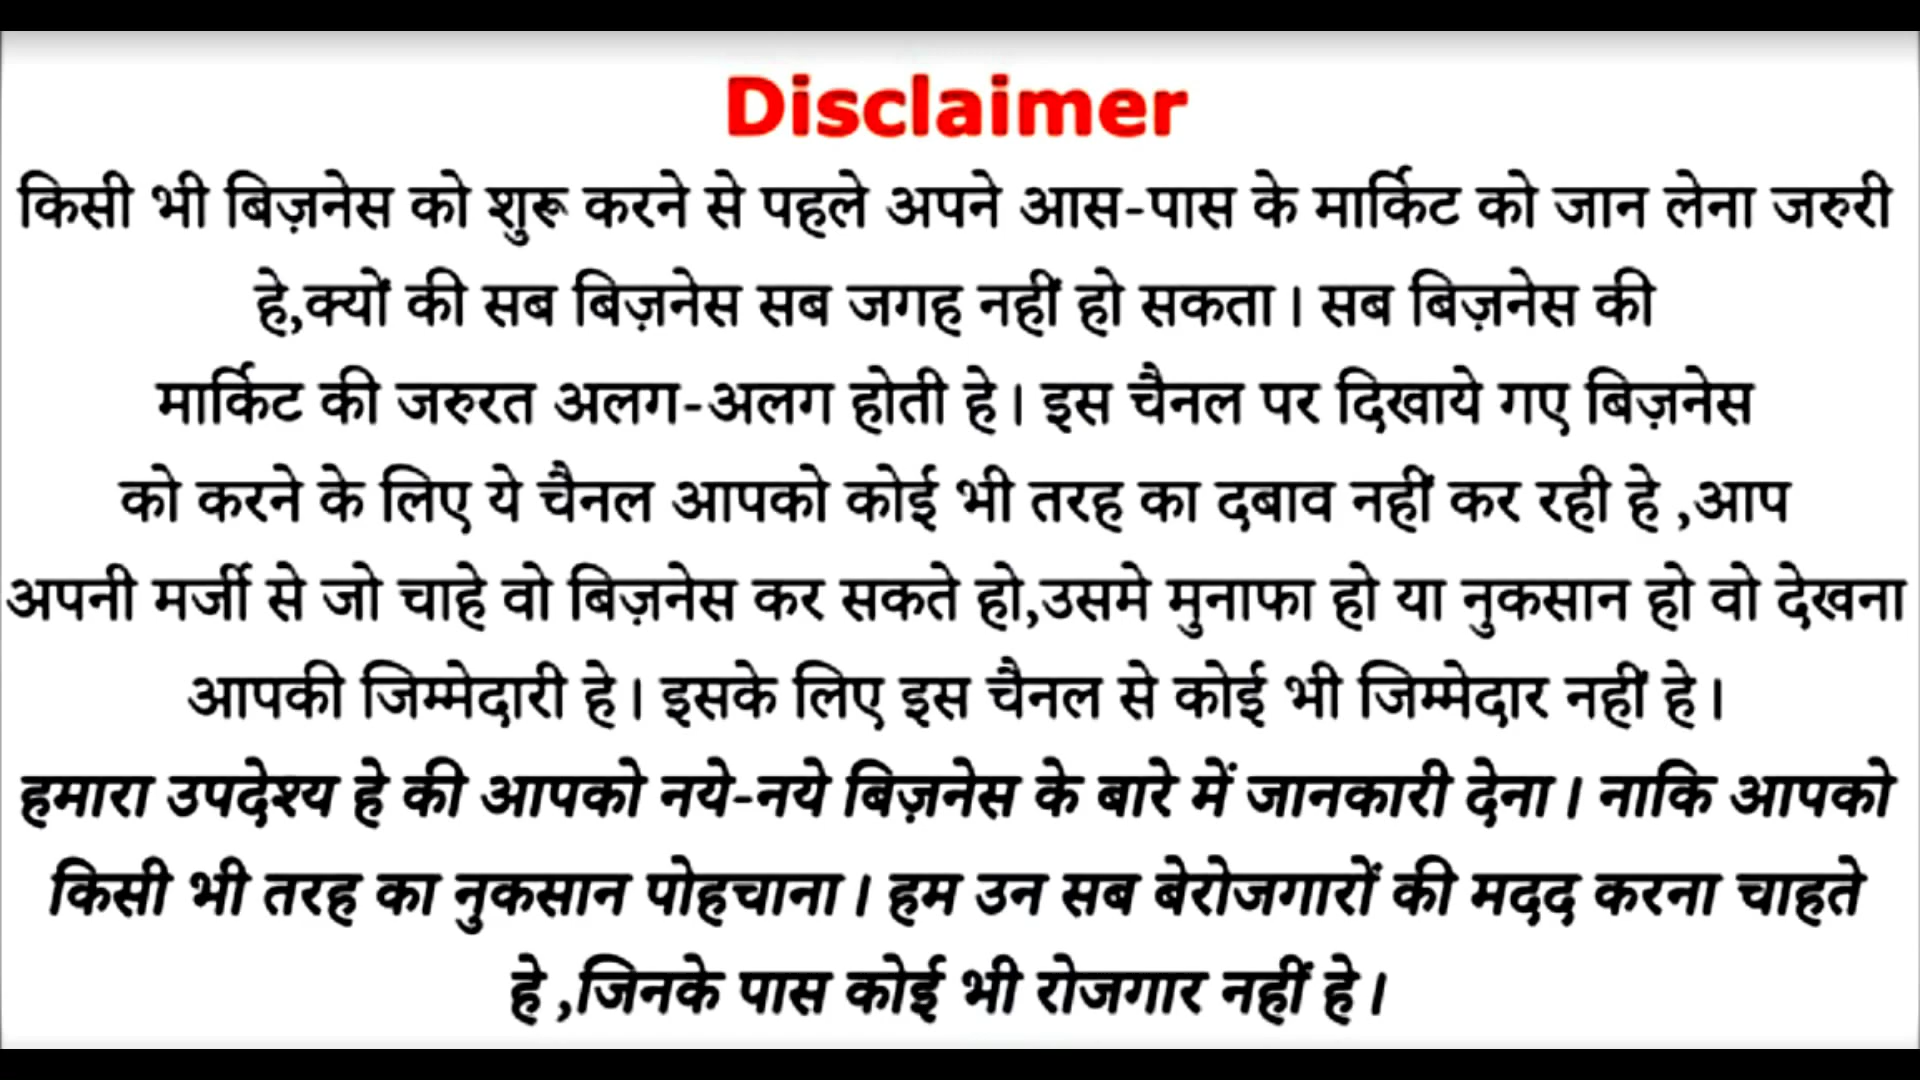 Disclaimer
किसी भी बिज़नेस को शुरू करने से पहले अपने आस-पास के मार्किट को जान लेना जरुरी
हे,क्यों की सब बिज़नेस सब जगह नहीं हो सकता। सब बिज़नेस की
मार्किट की जरुरत अलग-अलग होती हे। इस चैनल पर दिखाये गए बिज़नेस
को करने के लिए ये चैनल आपको कोई भी तरह का दबाव नहीं कर रही हे ,आप
अपनी मर्जी से जो चाहे वो बिज़नेस कर सकते हो,उसमे मुनाफा हो या नुकसान हो वो देखना
आपकी जिम्मेदारी हे। इसके लिए इस चैनल से कोई भी जिम्मेदार नहीं हे।
हमारा उपदेश्य हे की आपको नये-नये बिज़नेस के बारे में जानकारी देना। नाकि आपको
किसी भी तरह का नुकसान पोहचाना। हम उन सब बेरोजगारों की मदद करना चाहते
हे ,जिनके पास कोई भी रोजगार नहीं हे।